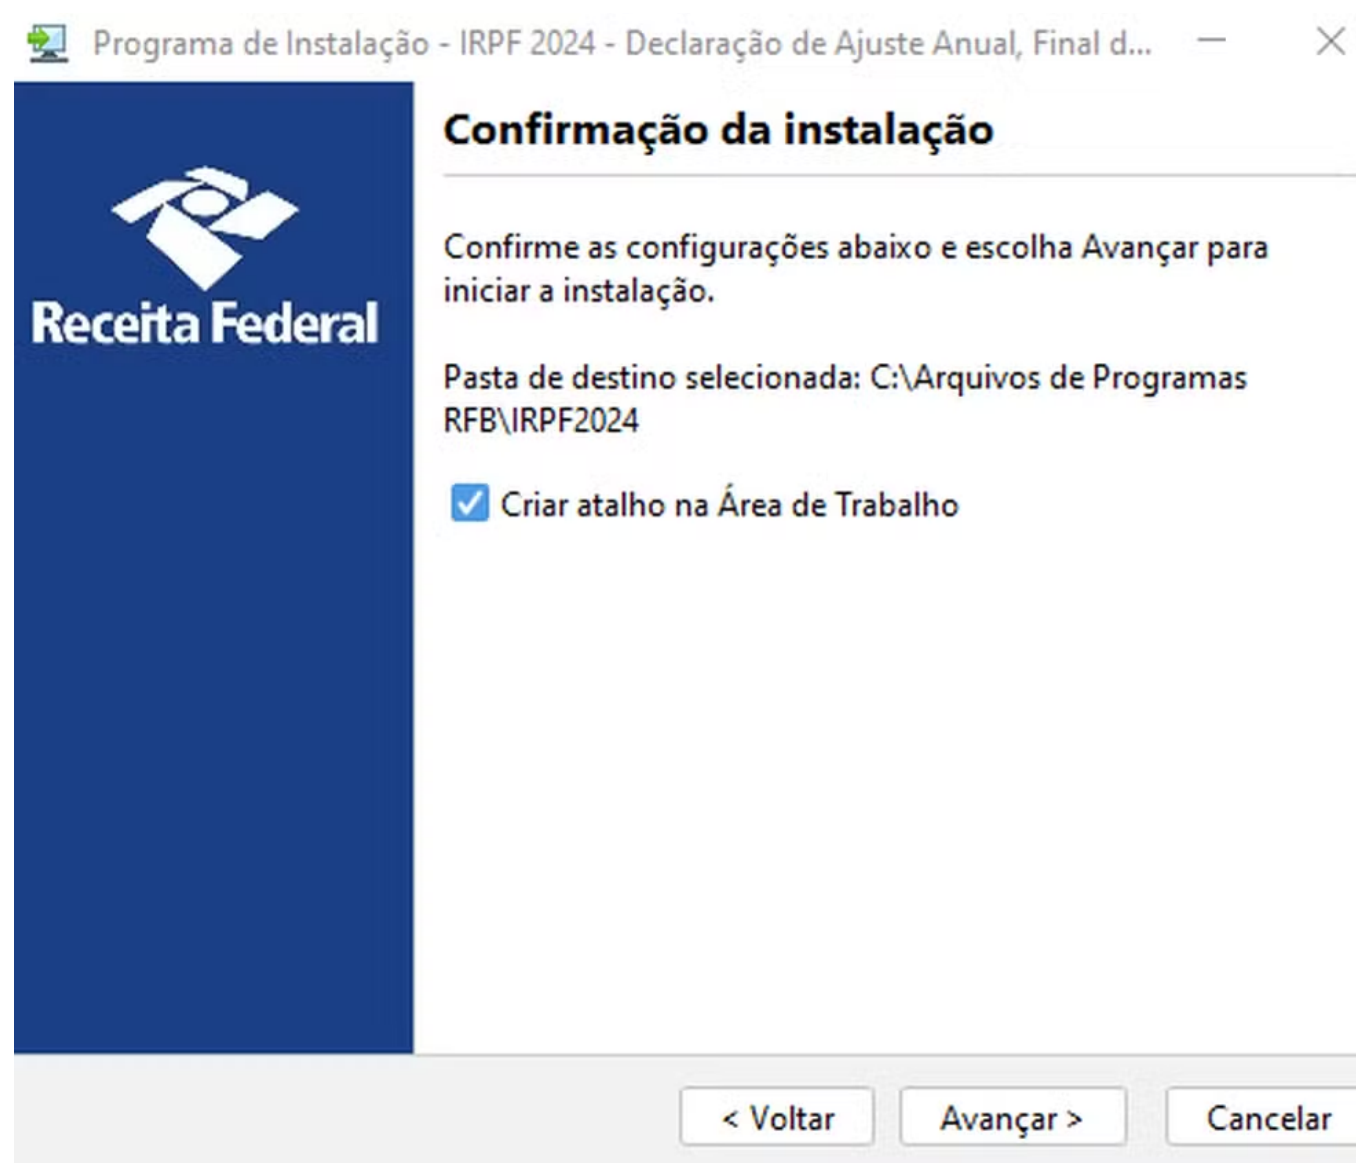 Programa de Instalação - IRPF 2024 - Declaração de Ajuste Anual, Final d...
Receita Federal
Confirmação da instalação
Confirme as configurações abaixo e escolha Avançar para
iniciar a instalação.
Pasta de destino selecionada: C:\Arquivos de Programas
RFB\IRPF2024
Criar atalho na Área de Trabalho
< Voltar
Avançar >
Cancelar